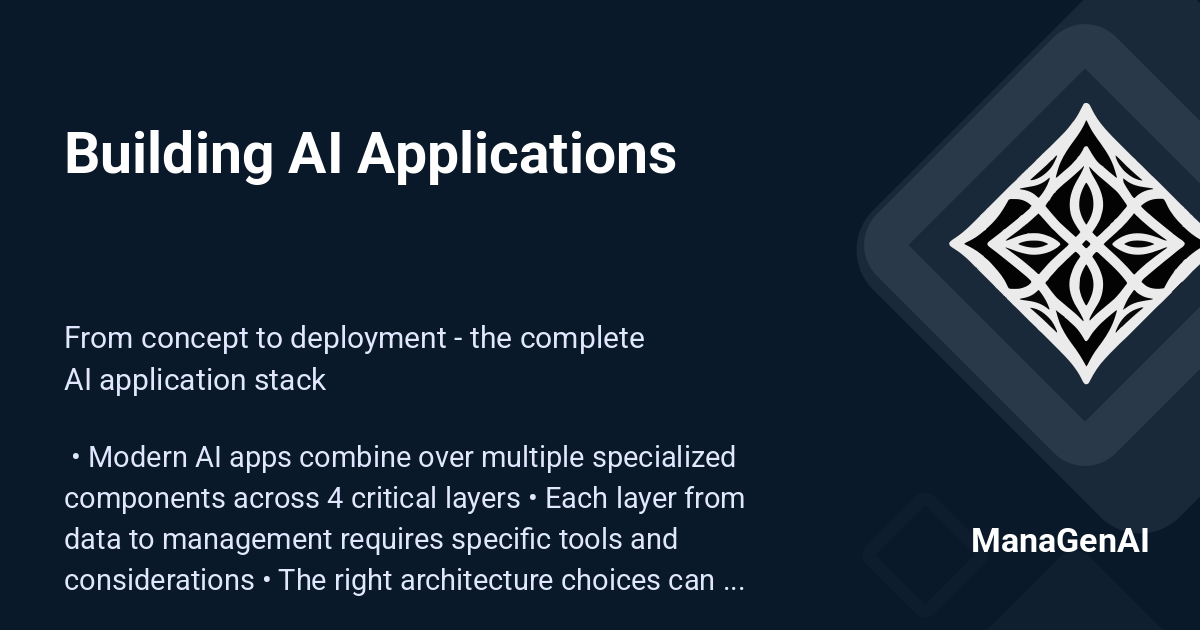 Building AI Applications
From concept to deployment - the complete
AI application stack
• Modern AI apps combine over multiple specialized
components across 4 critical layers • Each layer from
data to management requires specific tools and
considerations • The right architecture choices can ...
ManaGenAI